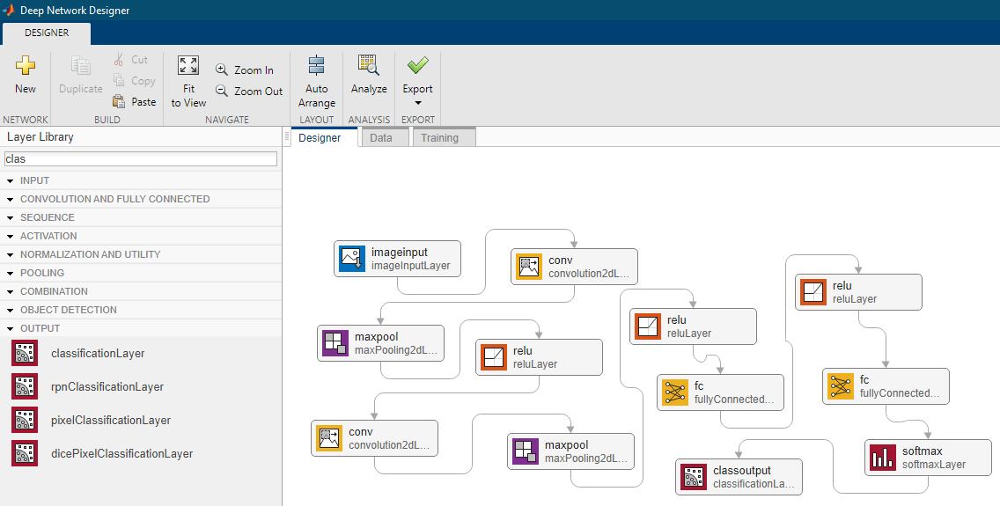 Deep Network Designer
DESIGNER
New
Duplicate
Cut
Copy
Paste
Fit
to View
Zoom In
Zoom Out
Auto
Arrange
Analyze
Export
NETWORK
BUILD
NAVIGATE
LAYOUT
ANALYSIS
EXPORT
Layer Library
clas
INPUT
CONVOLUTION AND FULLY CONNECTED
SEQUENCE
ACTIVATION
NORMALIZATION AND UTILITY
POOLING
COMBINATION
OBJECT DETECTION
OUTPUT
classificationLayer
rpnClassificationLayer
pixelClassificationLayer
dicePixelClassificationLayer
Designer
Data
Training
imageinput
imageInputLayer
conv
convolution2dL...
maxpool
maxPooling2dL...
relu
reluLayer
conv
convolution2dL...
maxpool
maxPooling2dL...
relu
reluLayer
fc
fullyConnected...
relu
reluLayer
fc
fullyConnected...
softmax
softmaxLayer
classoutput
classificationLa...